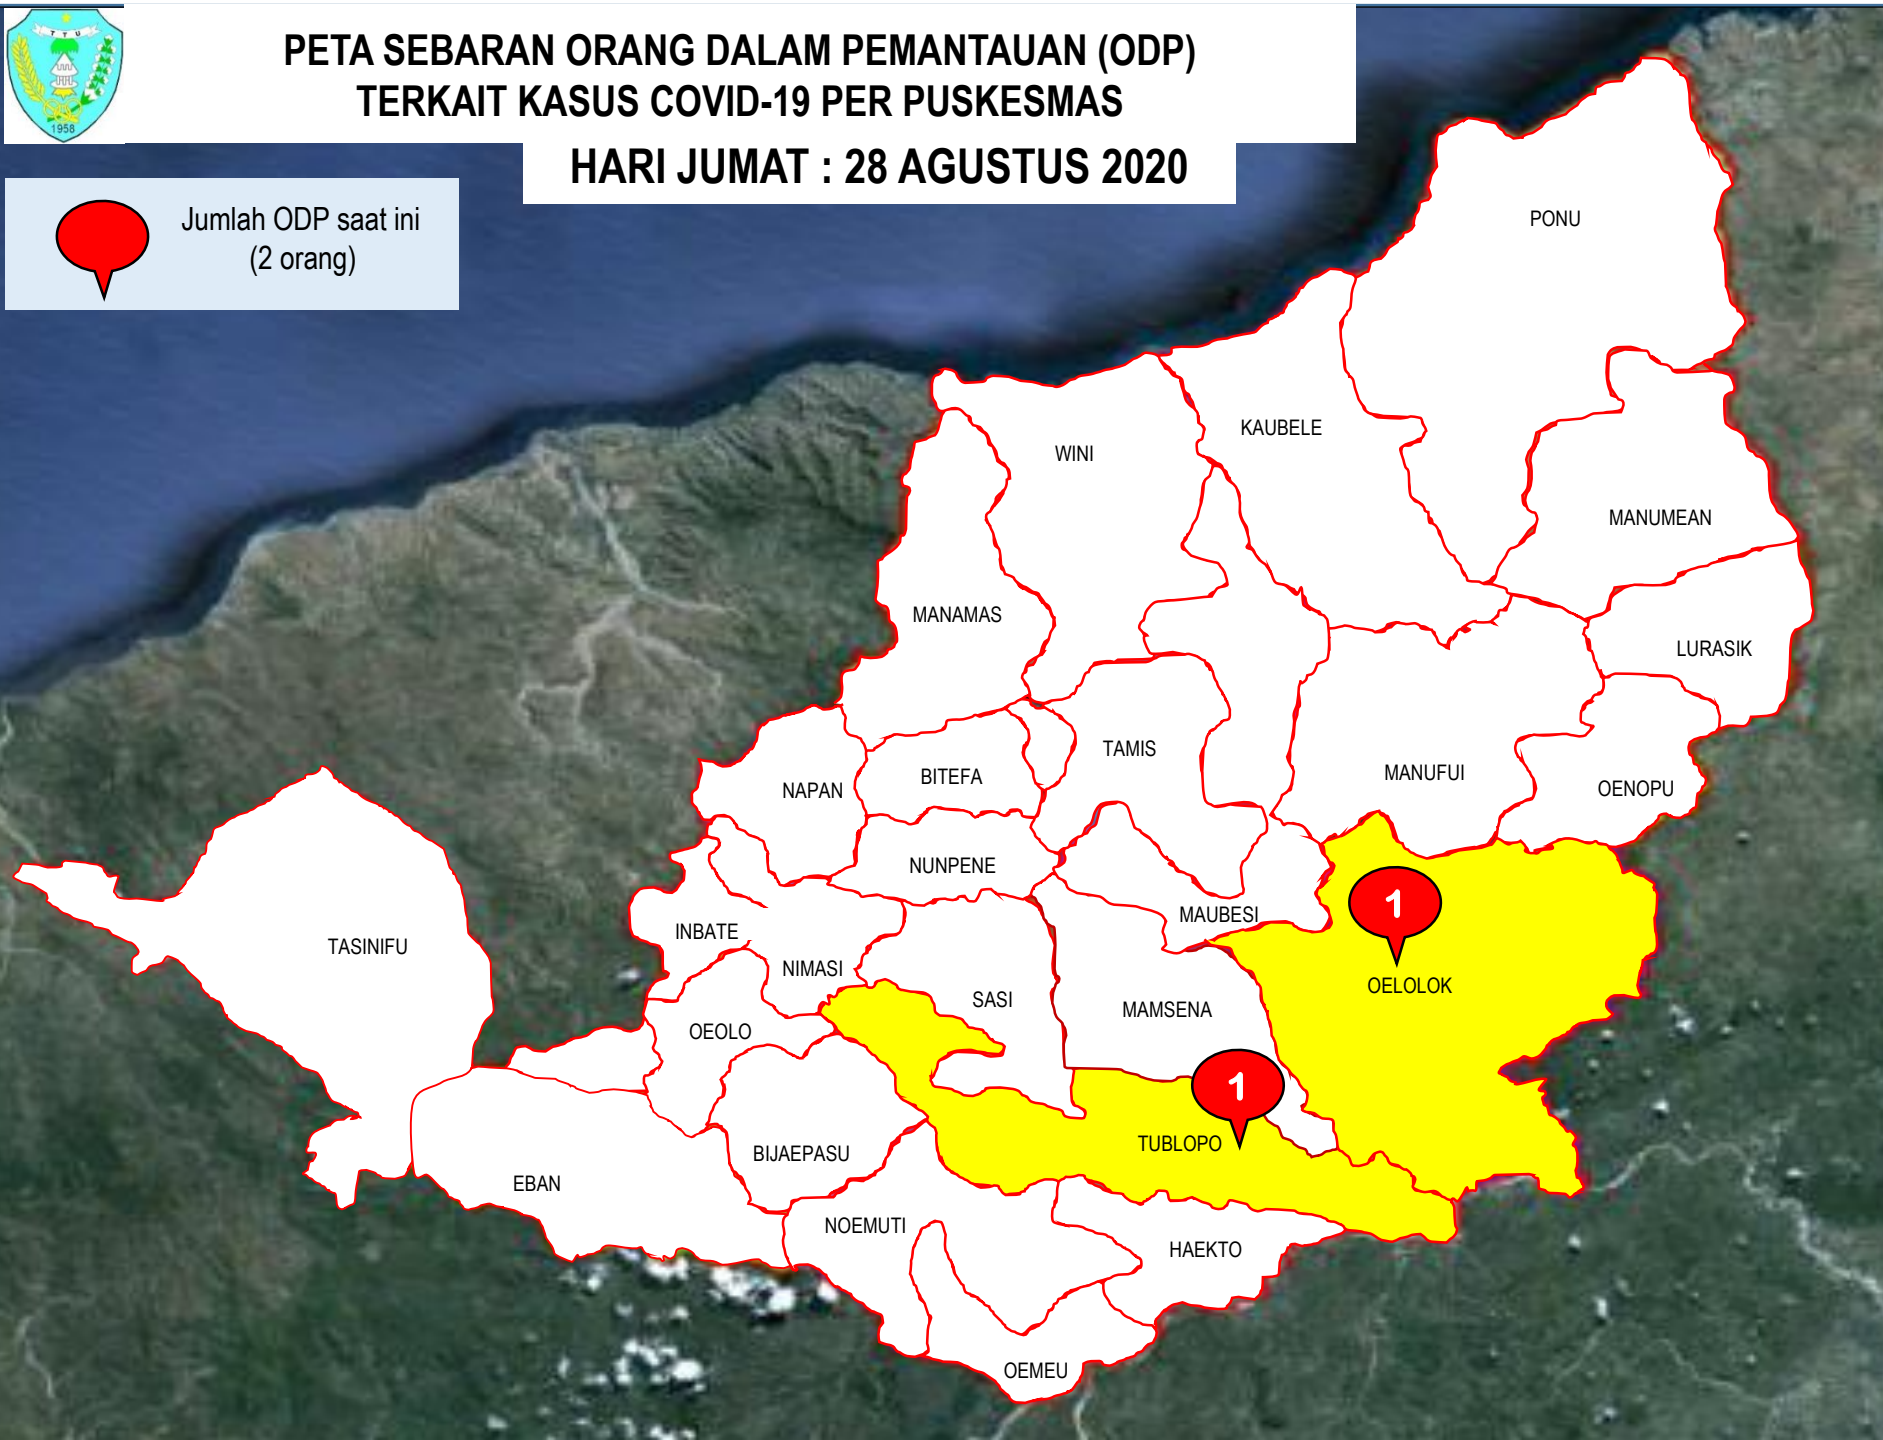 TTU
1958
PETA SEBARAN ORANG DALAM PEMANTAUAN (ODP)
TERKAIT KASUS COVID-19 PER PUSKESMAS
HARI JUMAT : 28 AGUSTUS 2020
Jumlah ODP saat ini
(2 orang)
PONU
KAUBELE
WINI
MANUMEAN
MANAMAS
LURASIK
TAMIS
BITEFA
NAPAN
MANUFUI
OENOPU
NUNPENE
1
MAUBESI
INBATE
TASINIFU
NIMASI
OELOLOK
SASI
MAMSENA
OEOLO
1
TUBLOPO
BIJAEPASU
EBAN
NOEMUTI
HAEKTO
OEMEU